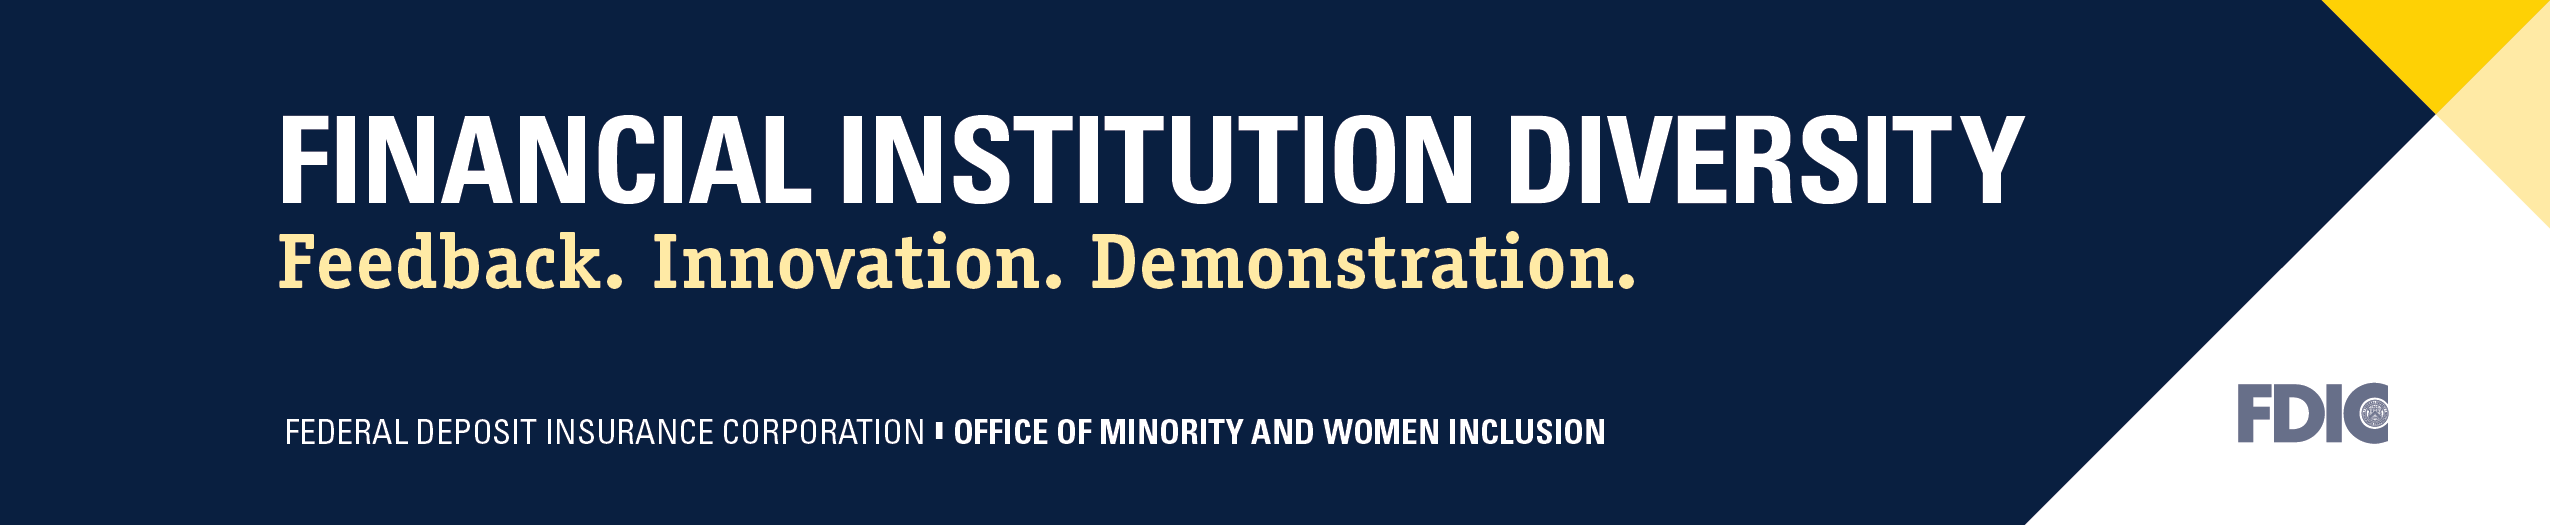 FINANCIAL INSTITUTION DIVERSITY
Feedback. Innovation. Demonstration.
FEDERAL DEPOSIT INSURANCE CORPORATION OFFICE OF MINORITY AND WOMEN INCLUSION
FDIC